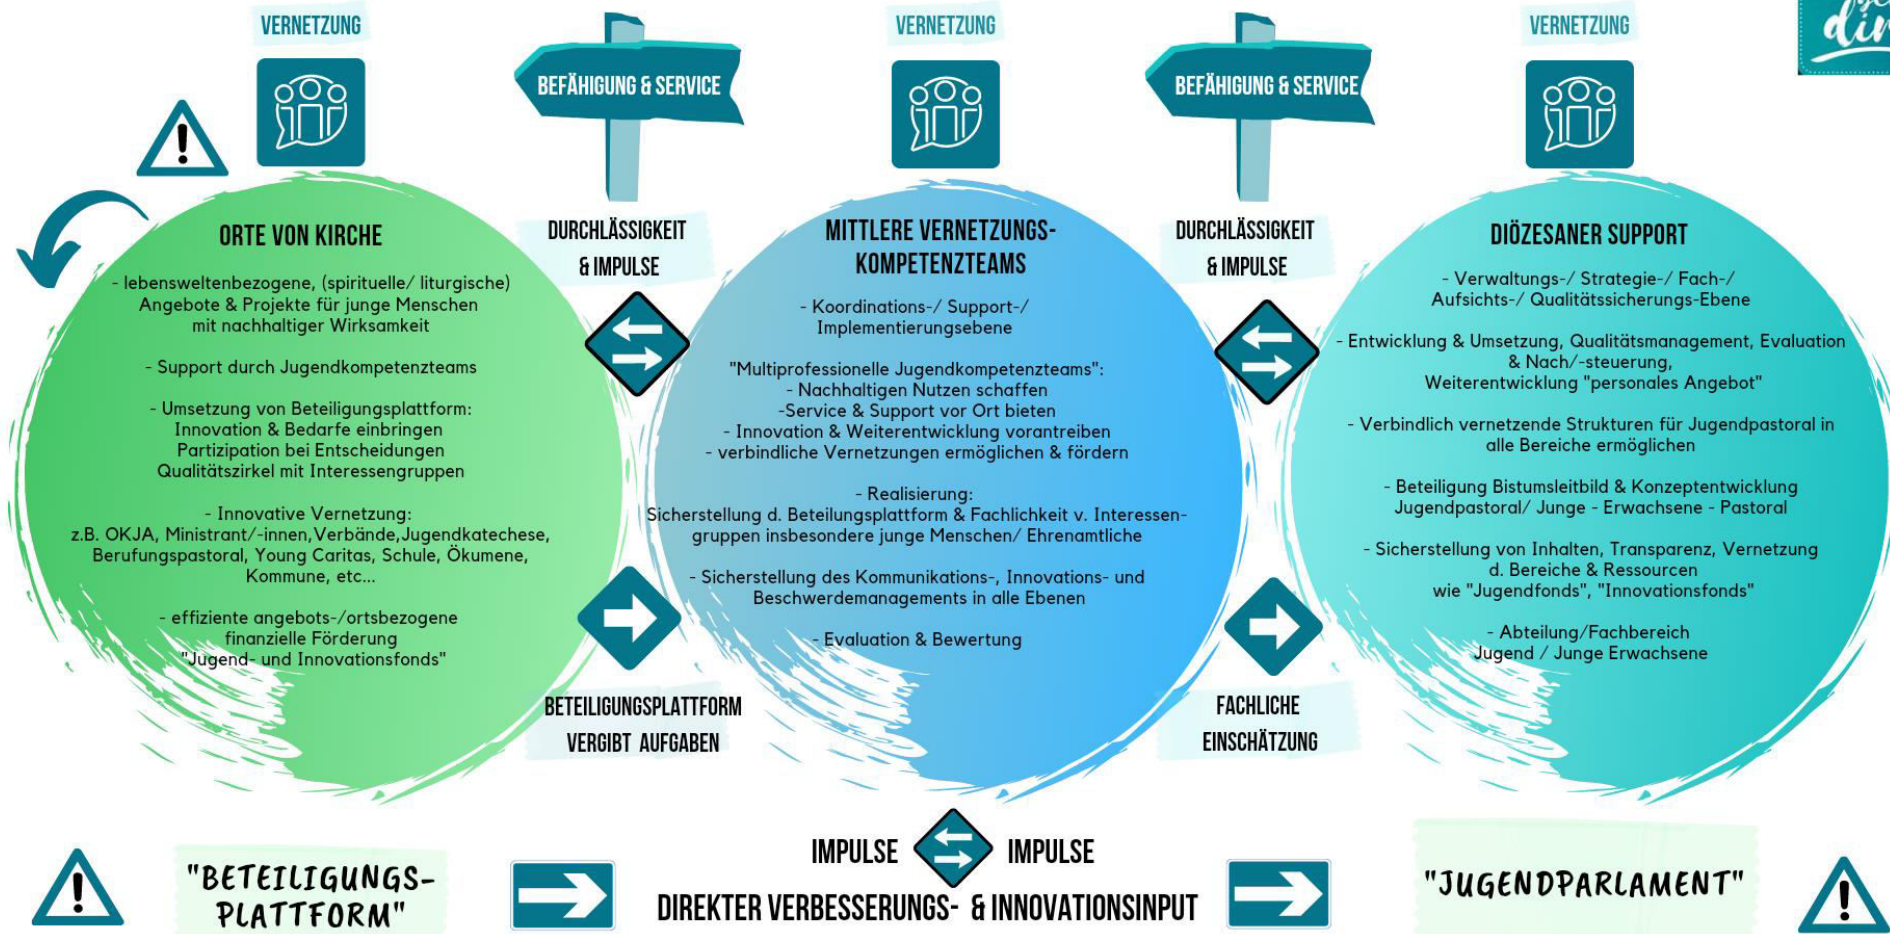 VERNETZUNG
BEFÄHIGUNG & SERVICE
VERNETZUNG
BEFÄHIGUNG & SERVICE
VERNETZUNG
ORTE VON KIRCHE
- lebensweltenbezogene, (spirituelle/ liturgische)
Angebote & Projekte für junge Menschen
mit nachhaltiger Wirksamkeit
- Support durch Jugendkompetenzteams
- Umsetzung von Beteiligungsplattform:
Innovation & Bedarfe einbringen
Partizipation bei Entscheidungen
Qualitätszirkel mit Interessengruppen
- Innovative Vernetzung:
z.B. OKJA, Ministrant/-innen,Verbände,Jugendkatechese,
Berufungspastoral, Young Caritas, Schule, Ökumene,
Kommune, etc...
- effiziente angebots-/ortsbezogene
finanzielle Förderung
"Jugend- und Innovationsfonds"
DURCHLÄSSIGKEIT
& IMPULSE
BETEILIGUNGSPLATTFORM
VERGIBT AUFGABEN
MITTLERE VERNETZUNGS-
KOMPETENZTEAMS
- Koordinations-/ Support-/
Implementierungsebene
"Multiprofessionelle Jugendkompetenzteams":
- Nachhaltigen Nutzen schaffen
-Service & Support vor Ort bieten
- Innovation & Weiterentwicklung vorantreiben
- verbindliche Vernetzungen ermöglichen & fördern
- Realisierung:
Sicherstellung d. Beteilungsplattform & Fachlichkeit v. Interessen-
gruppen insbesondere junge Menschen/ Ehrenamtliche
- Sicherstellung des Kommunikations-, Innovations- und
Beschwerdemanagements in alle Ebenen
- Evaluation & Bewertung
DURCHLÄSSIGKEIT
& IMPULSE
FACHLICHE
EINSCHÄTZUNG
DIÖZESANER SUPPORT
- Verwaltungs-/ Strategie-/ Fach-/
Aufsichts-/ Qualitätssicherungs-Ebene
- Entwicklung & Umsetzung, Qualitätsmanagement, Evaluation
& Nach/-steuerung,
Weiterentwicklung "personales Angebot"
- Verbindlich vernetzende Strukturen für Jugendpastoral in
alle Bereiche ermöglichen
- Beteiligung Bistumsleitbild & Konzeptentwicklung
Jugendpastoral/ Junge - Erwachsene - Pastoral
- Sicherstellung von Inhalten, Transparenz, Vernetzung
d. Bereiche & Ressourcen
wie "Jugendfonds", "Innovationsfonds"
- Abteilung/Fachbereich
Jugend / Junge Erwachsene
"BETEILIGUNGS-
PLATTFORM"
IMPULSE IMPULSE
DIREKTER VERBESSERUNGS- & INNOVATIONSINPUT
"JUGENDPARLAMENT"